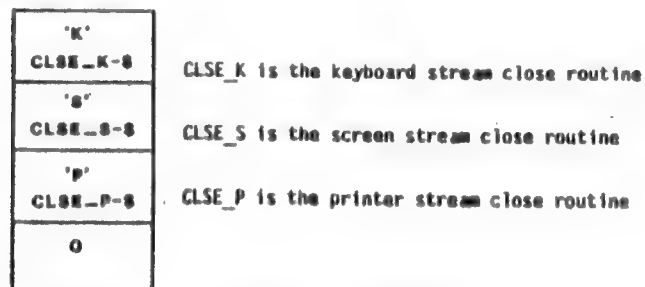 'K'
CLSE_K-$
CLSE_K is the keyboard stream close routine
'S'
CLSE_S-$
CLSE_S is the screen stream close routine
'P'
CLSE_P-$
CLSE_P is the printer stream close routine
0